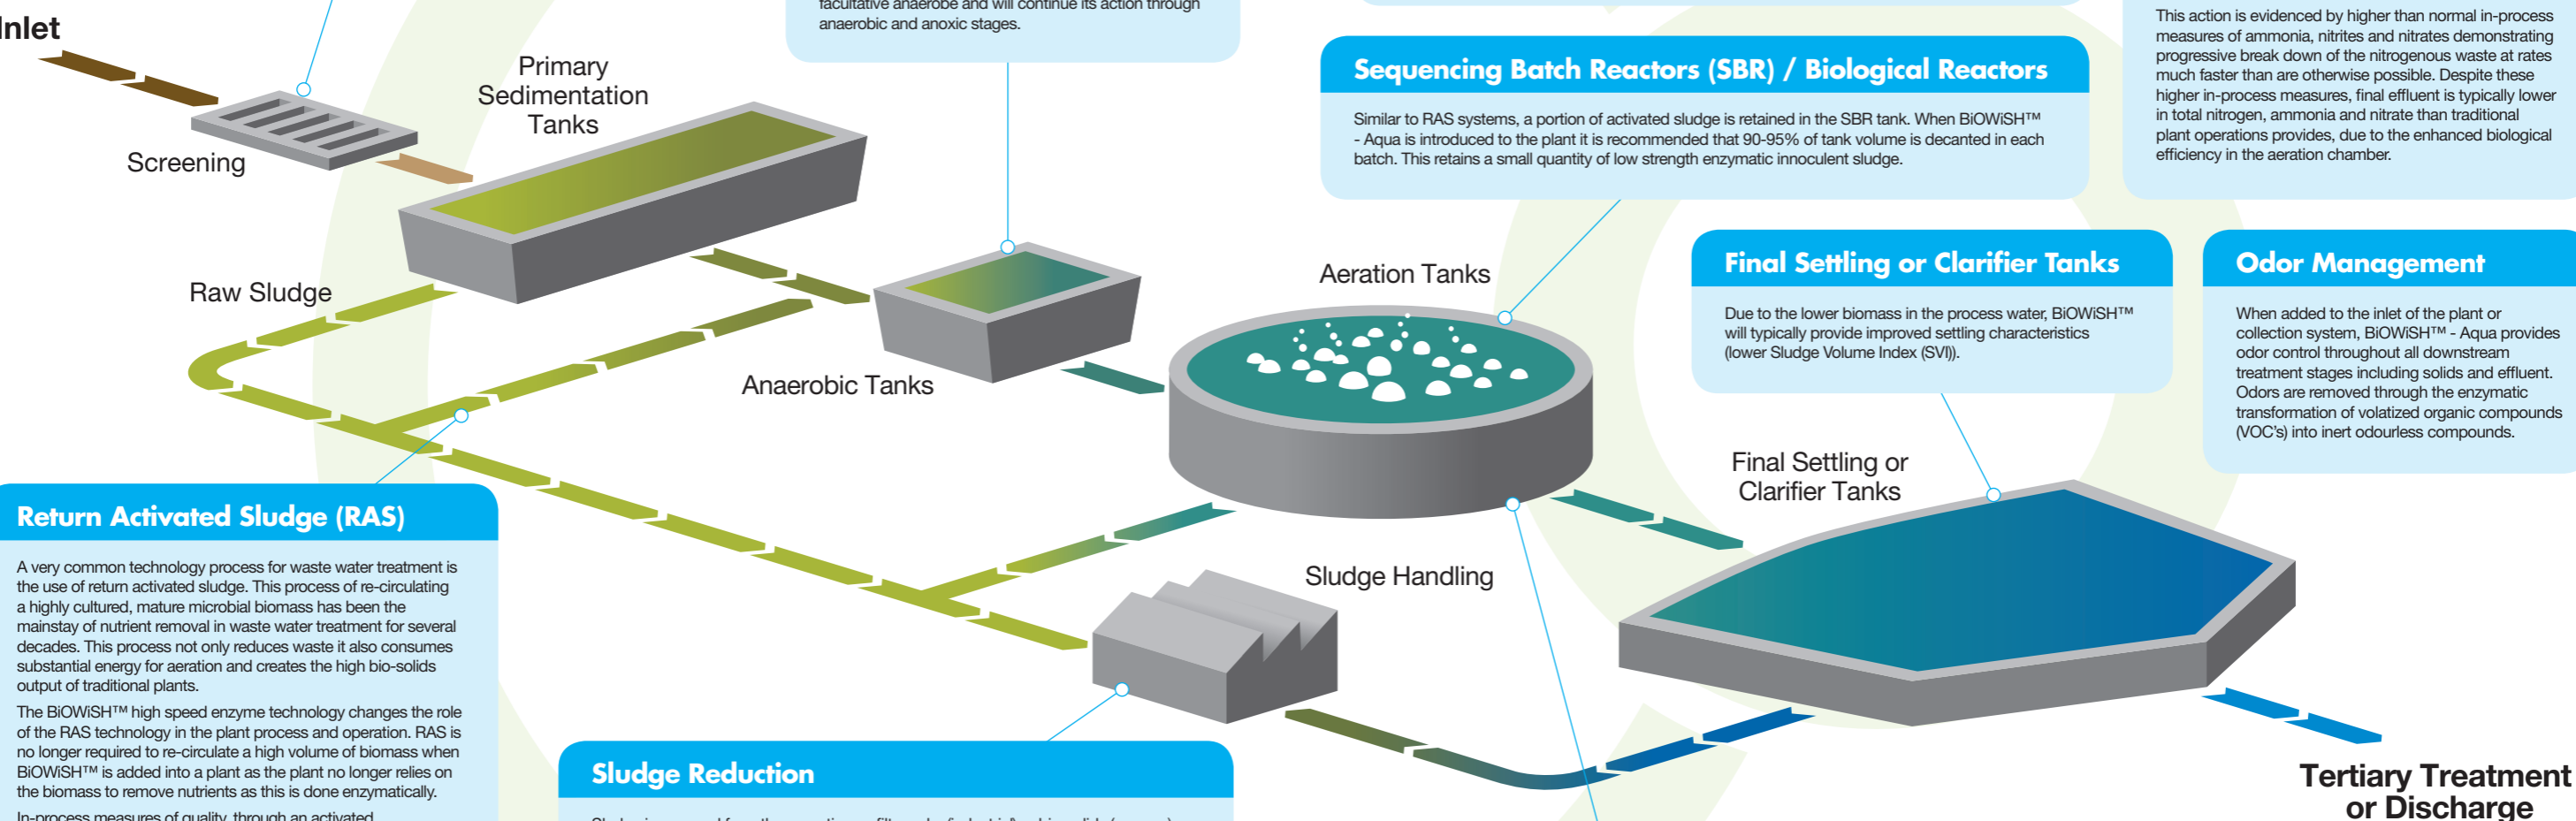 Inlet
Screening
Primary
Sedimentation
Tanks
facultative anaerobe and will continue its action through
anaerobic and anoxic stages.
Raw Sludge
Anaerobic Tanks
Sequencing Batch Reactors (SBR) / Biological Reactors
Similar to RAS systems, a portion of activated sludge is retained in the SBR tank. When BiOWiSH™
- Aqua is introduced to the plant it is recommended that 90-95% of tank volume is decanted in each
batch. This retains a small quantity of low strength enzymatic innoculent sludge.
This action is evidenced by higher than normal in-process
measures of ammonia, nitrites and nitrates demonstrating
progressive break down of the nitrogenous waste at rates
much faster than are otherwise possible. Despite these
higher in-process measures, final effluent is typically lower
in total nitrogen, ammonia and nitrate than traditional
plant operations provides, due to the enhanced biological
efficiency in the aeration chamber.
Aeration Tanks
Final Settling or Clarifier Tanks
Due to the lower biomass in the process water, BiOWiSH™
will typically provide improved settling characteristics
(lower Sludge Volume Index (SVI)).
Odor Management
When added to the inlet of the plant or
collection system, BiOWiSH™ - Aqua provides
odor control throughout all downstream
treatment stages including solids and effluent.
Odors are removed through the enzymatic
transformation of volatized organic compounds
(VOC's) into inert odourless compounds.
Final Settling or
Clarifier Tanks
Return Activated Sludge (RAS)
A very common technology process for waste water treatment is
the use of return activated sludge. This process of re-circulating
a highly cultured, mature microbial biomass has been the
mainstay of nutrient removal in waste water treatment for several
decades. This process not only reduces waste it also consumes
substantial energy for aeration and creates the high bio-solids
output of traditional plants.
The BiOWiSH™ high speed enzyme technology changes the role
of the RAS technology in the plant process and operation. RAS is
no longer required to re-circulate a high volume of biomass when
BiOWiSH™ is added into a plant as the plant no longer relies on
the biomass to remove nutrients as this is done enzymatically.
In-process measures of quality, through an activated
Sludge Handling
Sludge Reduction
Tertiary Treatment
or Discharge